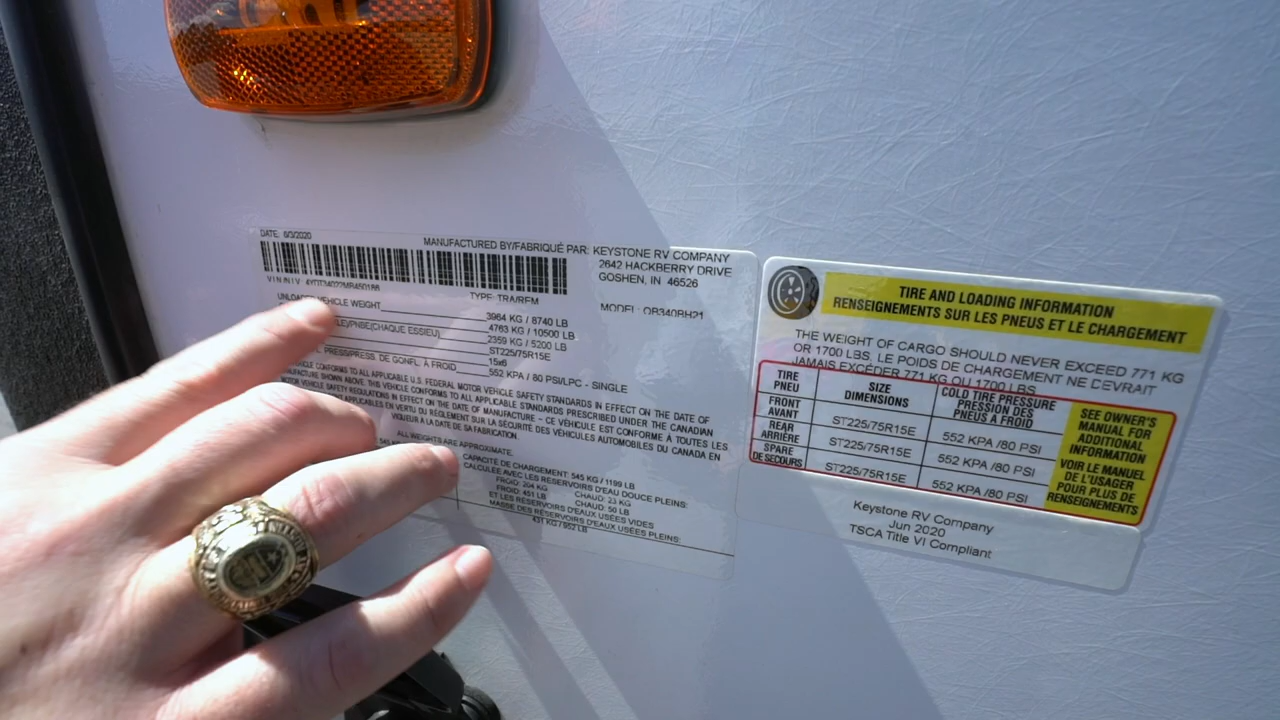 DATE: 6/3/2020
MANUFACTURED BY/FABRIQUÉ PAR: KEYSTONE RV COMPANY
2642 HACKBERRY DRIVE
GOSHEN, IN 46526
V I N /N I V
TYPE: TRA/REM
MODEL:
VEHICLE WEIGHT 3964 KG / 8740 LB
4763 KG / 10500 LB
(CHAQUE ESSIEU) 2359 KG / 5200 LB
ST225/75R15E
15x6
PRESS/PRESS. DE GONFL. À FROID 552 KPA / 80 PSI/LPC - SINGLE
VEHICLE CONFORMS TO ALL APPLICABLE U.S. FEDERAL MOTOR VEHICLE SAFETY STANDARDS IN EFFECT ON THE DATE OF
SHOWN ABOVE. THIS VEHICLE CONFORMS TO ALL APPLICABLE STANDARDS PRESCRIBED UNDER THE CANADIAN
VEHICLE SAFETY REGULATIONS IN EFFECT ON THE DATE OF MANUFACTURE – CE VÉHICULE EST CONFORME À TOUTES LES
APPLICABLES EN VERTU DU RÈGLEMENT SUR LA SÉCURITÉ DES VÉHICULES AUTOMOBILES DU CANADA EN
VIGUEUR À LA DATE DE SA FABRICATION.
ALL WEIGHTS ARE APPROXIMATE.
CAPACITÉ DE CHARGEMENT: 545 KG / 1199 LB
CALCULÉE AVEC LES RÉSERVOIRS D'EAU DOUCE PLEINS:
FROID: 204 KG CHAUD: 23 KG
FROID: 451 LB CHAUD: 50 LB
ET LES RÉSERVOIRS D'EAUX USÉES VIDES
MASSE DES RÉSERVOIRS D'EAUX USÉES PLEINS:
431 KG / 952 LB
TIRE AND LOADING INFORMATION
RENSEIGNEMENTS SUR LES PNEUS ET LE CHARGEMENT
THE WEIGHT OF CARGO SHOULD NEVER EXCEED 771 KG
OR 1700 LBS. LE POIDS DE CHARGEMENT NE DEVRAIT
JAMAIS EXCÉDER 771 KG OU 1700 LBS
TIRE SIZE COLD TIRE PRESSURE
PNEU DIMENSIONS PRESSION DES
PNEUS À FROID
FRONT
AVANT ST225/75R15E 552 KPA /80 PSI
REAR
ARRIÈRE ST225/75R15E 552 KPA /80 PSI
SPARE
DE SECOURS ST225/75R15E 552 KPA /80 PSI
SEE OWNER'S
MANUAL FOR
ADDITIONAL
INFORMATION
VOIR LE MANUEL
DE L'USAGER
POUR PLUS DE
RENSEIGNEMENTS
Keystone RV Company
Jun 2020
TSCA Title VI Compliant